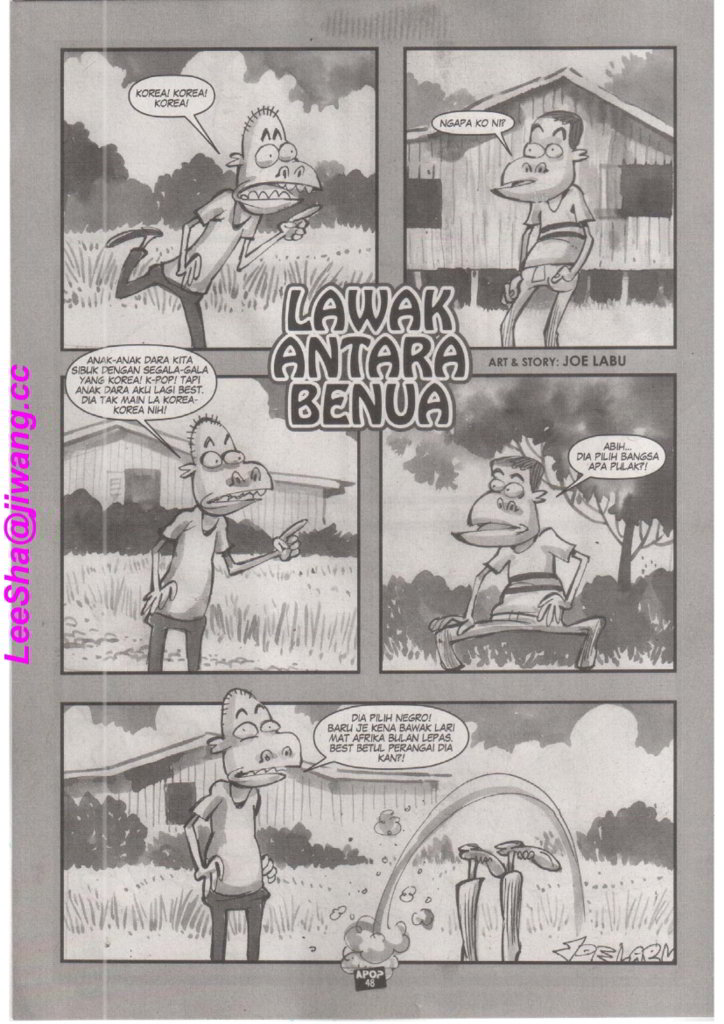 KOREA! KOREA!
KOREA!
NGAPA KO NI?
LAWAK
ANTARA
BENUA
ART & STORY: JOE LABU
ANAK-ANAK DARA KITA
SIBUK DENGAN SEGALA-GALA
YANG KOREA! K-POP! TAPI
ANAK DARA AKU LAGI BEST.
DIA TAK MAIN LA KOREA-
KOREA NIH!
ABIH...
DIA PILIH BANGSA
APA PULAK?!
DIA PILIH NEGRO!
BARU JE KENA BAWAK LARI
MAT AFRIKA BULAN LEPAS.
BEST BETUL PERANGAI DIA
KAN?!
APOP
48
LeeSha@jiwang.cc